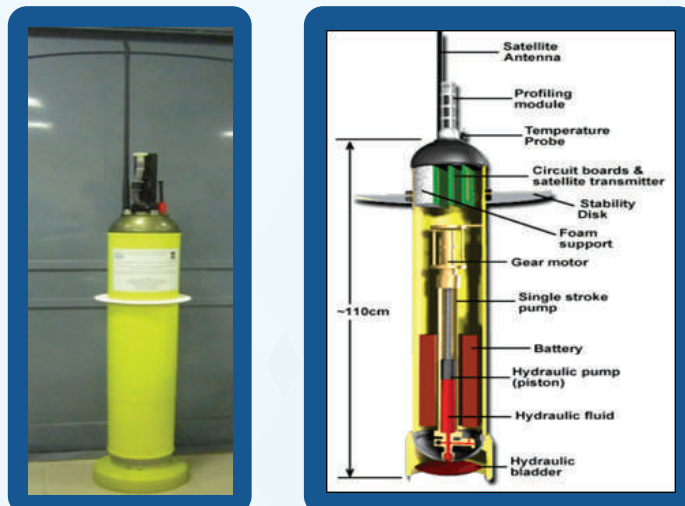 Satellite
Antenna
Profiling
module
Temperature
Probe
Circuit boards &
satellite transmitter
Stability
Disk
Foam
support
Gear motor
Single stroke
pump
~110cm
Battery
Hydraulic pump
(piston)
Hydraulic fluid
Hydraulic
bladder